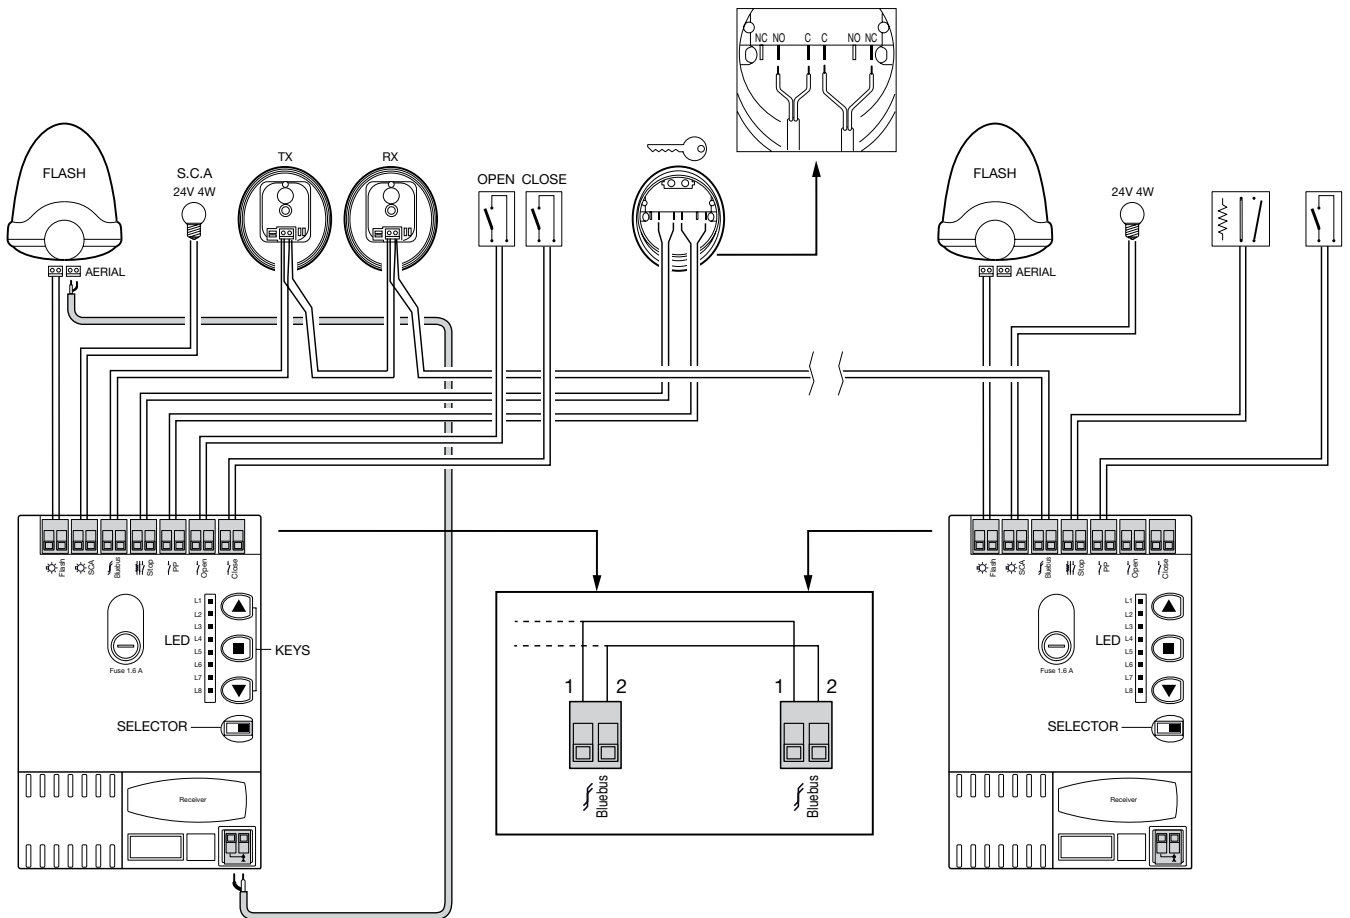 NC NO C C NO NC
FLASH
S.C.A
24V 4W
TX
RX
OPEN CLOSE
AERIAL
FLASH
24V 4W
AERIAL
Flash
SCA
Bluebus
Stop
PP
Open
Close
L1
L2
L3
L4
L5
L6
L7
L8
LED
KEYS
Fuse 1.6 A
SELECTOR
Receiver
1 2
Bluebus
1 2
Bluebus
Flash
SCA
Bluebus
Stop
PP
Open
Close
L1
L2
L3
L4
L5
L6
L7
L8
LED
Fuse 1.6 A
SELECTOR
Receiver